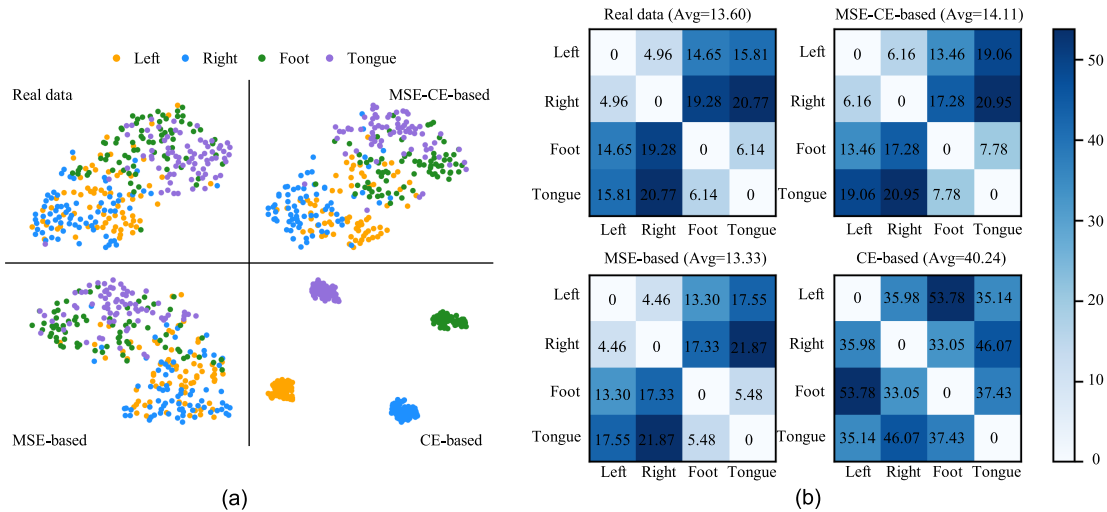 Left Right Foot Tongue
Real data
MSE-CE-based
MSE-based
CE-based
(a)
Real data (Avg=13.60)
Left 0 4.96 14.65 15.81
Right 4.96 0 19.28 20.77
Foot 14.65 19.28 0 6.14
Tongue 15.81 20.77 6.14 0
Left Right Foot Tongue
MSE-CE-based (Avg=14.11)
Left 0 6.16 13.46 19.06
Right 6.16 0 17.28 20.95
Foot 13.46 17.28 0 7.78
Tongue 19.06 20.95 7.78 0
Left Right Foot Tongue
MSE-based (Avg=13.33)
Left 0 4.46 13.30 17.55
Right 4.46 0 17.33 21.87
Foot 13.30 17.33 0 5.48
Tongue 17.55 21.87 5.48 0
Left Right Foot Tongue
CE-based (Avg=40.24)
Left 0 35.98 53.78 35.14
Right 35.98 0 33.05 46.07
Foot 53.78 33.05 0 37.43
Tongue 35.14 46.07 37.43 0
Left Right Foot Tongue
50
40
30
20
10
0
(b)